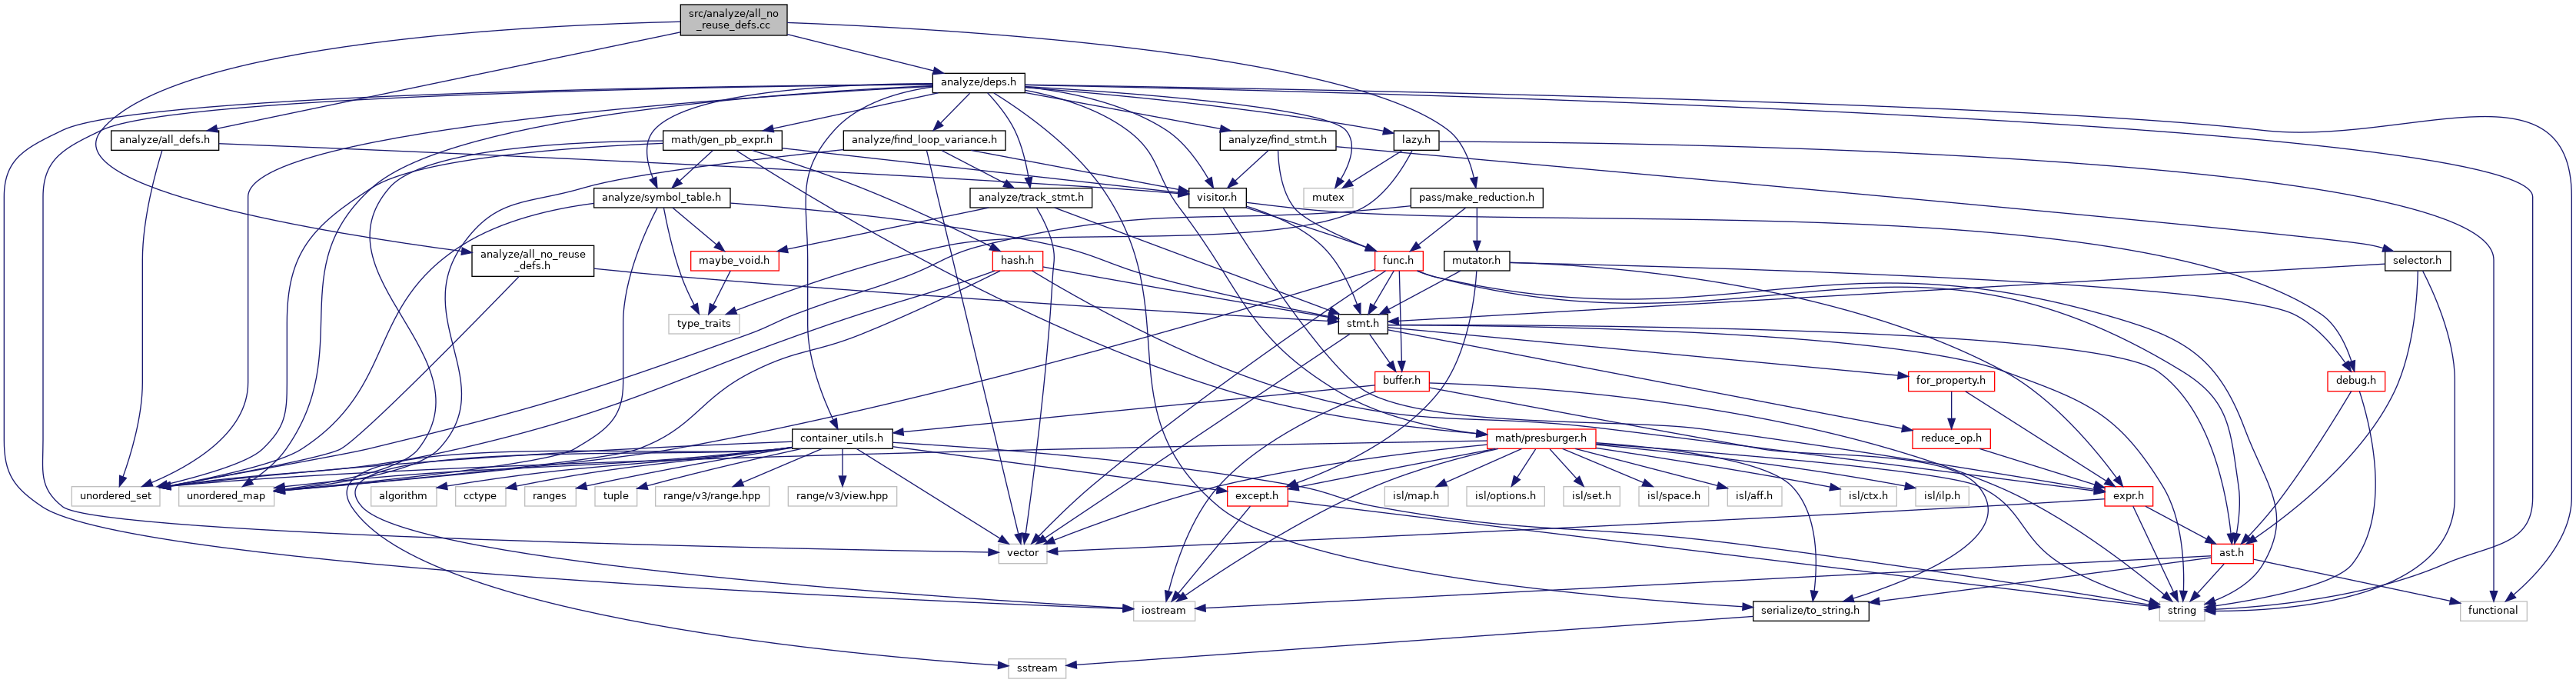 src/analyze/all_no
_reuse_defs.cc
analyze/deps.h
analyze/all_defs.h
math/gen_pb_expr.h
analyze/find_loop_variance.h
analyze/find_stmt.h
lazy.h
analyze/symbol_table.h
analyze/track_stmt.h
visitor.h
mutex
pass/make_reduction.h
analyze/all_no_reuse
_defs.h
maybe_void.h
hash.h
func.h
mutator.h
selector.h
type_traits
stmt.h
buffer.h
for_property.h
debug.h
container_utils.h
math/presburger.h
reduce_op.h
unordered_set
unordered_map
algorithm
cctype
ranges
tuple
range/v3/range.hpp
range/v3/view.hpp
except.h
isl/map.h
isl/options.h
isl/set.h
isl/space.h
isl/aff.h
isl/ctx.h
isl/ilp.h
expr.h
vector
ast.h
iostream
serialize/to_string.h
string
functional
sstream